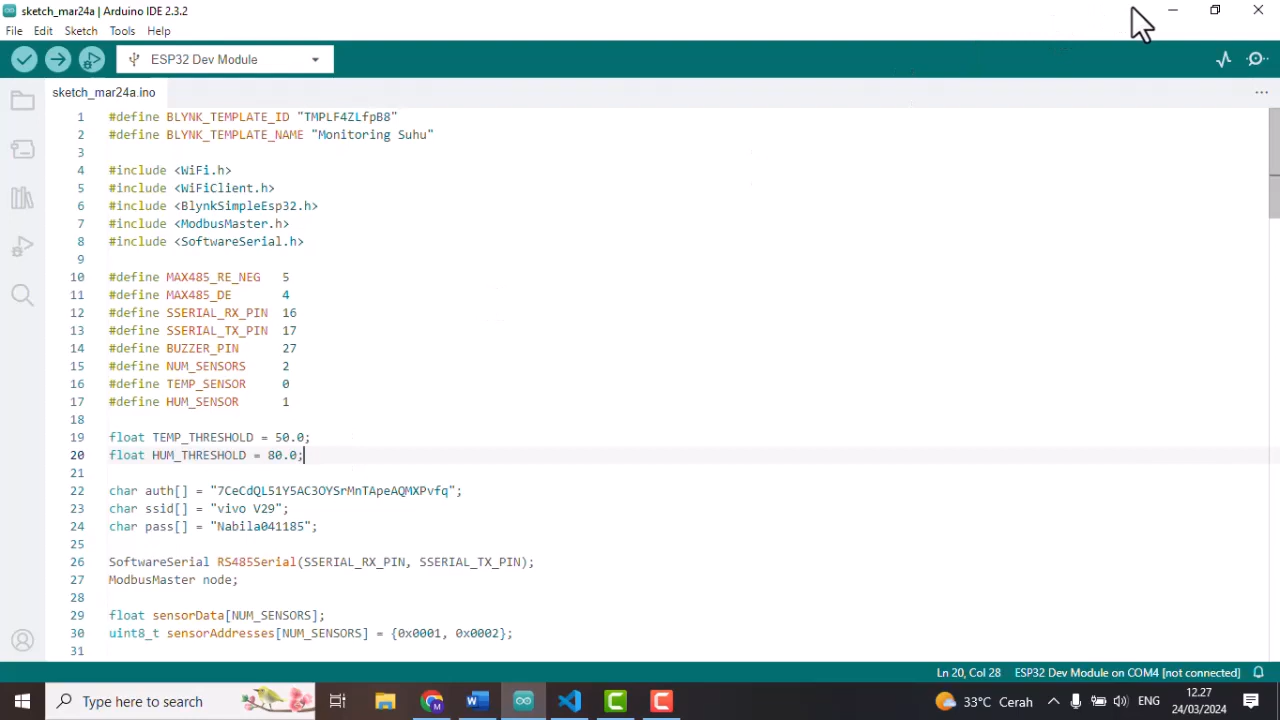 sketch_mar24a | Arduino IDE 2.3.2
File Edit Sketch Tools Help
ESP32 Dev Module
sketch_mar24a.ino
1 #define BLYNK_TEMPLATE_ID "TMPLF4ZLfpB8"
2 #define BLYNK_TEMPLATE_NAME "Monitoring Suhu"
3
4 #include <WiFi.h>
5 #include <WiFiClient.h>
6 #include <BlynkSimpleEsp32.h>
7 #include <ModbusMaster.h>
8 #include <SoftwareSerial.h>
9
10 #define MAX485_RE_NEG 5
11 #define MAX485_DE 4
12 #define SSERIAL_RX_PIN 16
13 #define SSERIAL_TX_PIN 17
14 #define BUZZER_PIN 27
15 #define NUM_SENSORS 2
16 #define TEMP_SENSOR 0
17 #define HUM_SENSOR 1
18
19 float TEMP_THRESHOLD = 50.0;
20 float HUM_THRESHOLD = 80.0;
21
22 char auth[] = "7CeCdQL51Y5AC3OYSrMnTApeAQMXPvfq";
23 char ssid[] = "vivo V29";
24 char pass[] = "Nabila041185";
25
26 SoftwareSerial RS485Serial(SSERIAL_RX_PIN, SSERIAL_TX_PIN);
27 ModbusMaster node;
28
29 float sensorData[NUM_SENSORS];
30 uint8_t sensorAddresses[NUM_SENSORS] = {0x0001, 0x0002};
31
Ln 20, Col 28 ESP32 Dev Module on COM4 [not connected]
Type here to search
33°C Cerah
ENG
12.27
24/03/2024